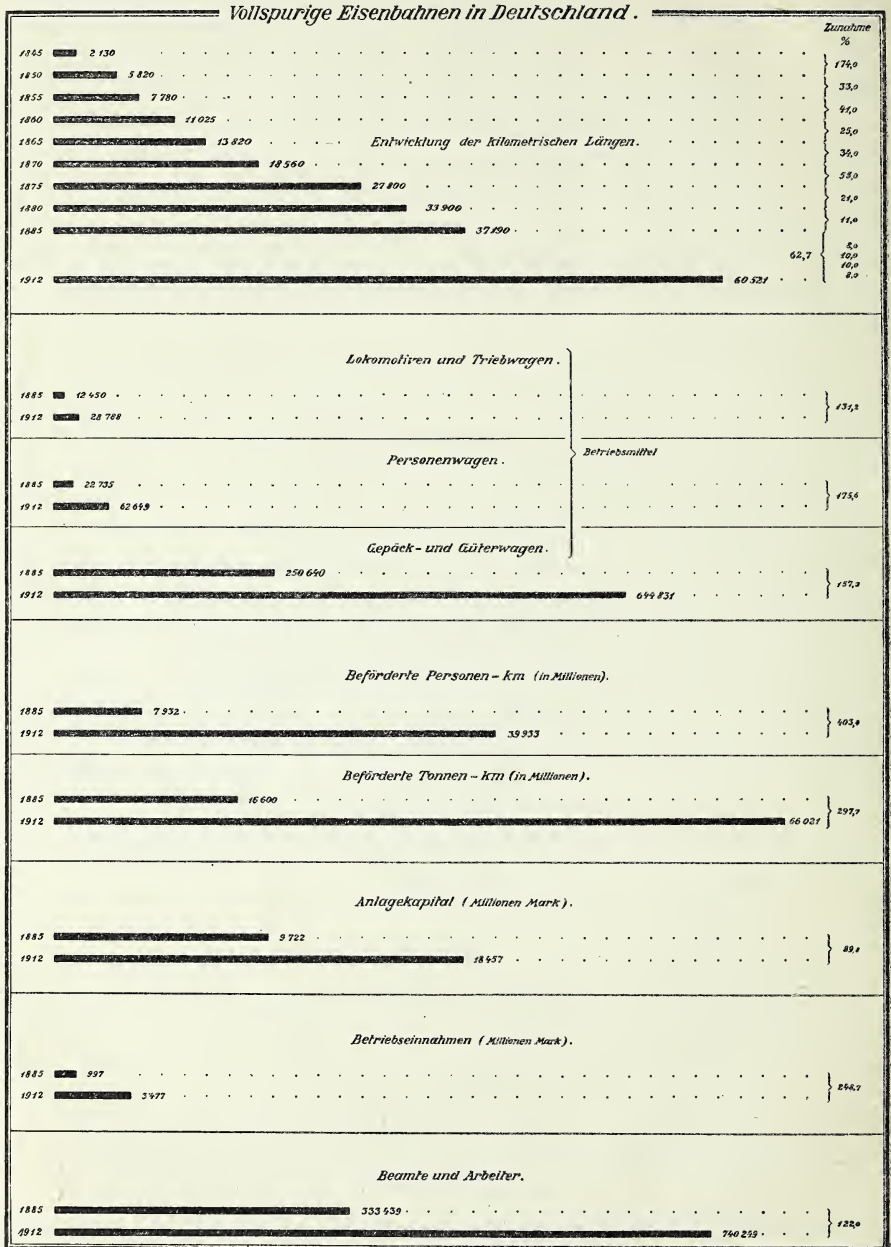 Vollspurige Eisenbahnen in Deutschland.
Zunahme
%
1845 2 130
174,0
1850 5 820
33,0
1855 7 780
41,0
1860 11 025
25,0
1865 13 820 Entwicklung der kilometrischen Längen.
34,0
1870 18 560
1875 27 800
21,0
1880 33 900
11,0
1885 37 190
62,7
10,0
10,0
8,0
1912 60 521
Lokomotiven und Triebwagen.
1885 12 450
131,2
1912 28 788
Betriebsmittel
Personenwagen.
1885 22 735
175,6
1912 62 649
Gepäck- und Güterwagen.
1885 250 640
157,3
1912 644 831
Beförderte Personen-km (in Millionen).
1885 7 932
403,0
1912 39 933
Beförderte Tonnen-km (in Millionen).
1885 16 600
297,7
1912 66 021
Anlagekapital (Millionen Mark).
1885 9 722
89,8
1912 18 457
Betriebseinnahmen (Millionen Mark).
1885 997
248,7
1912 3 477
Beamte und Arbeiter.
1885 333 439
122,0
1912 740 249